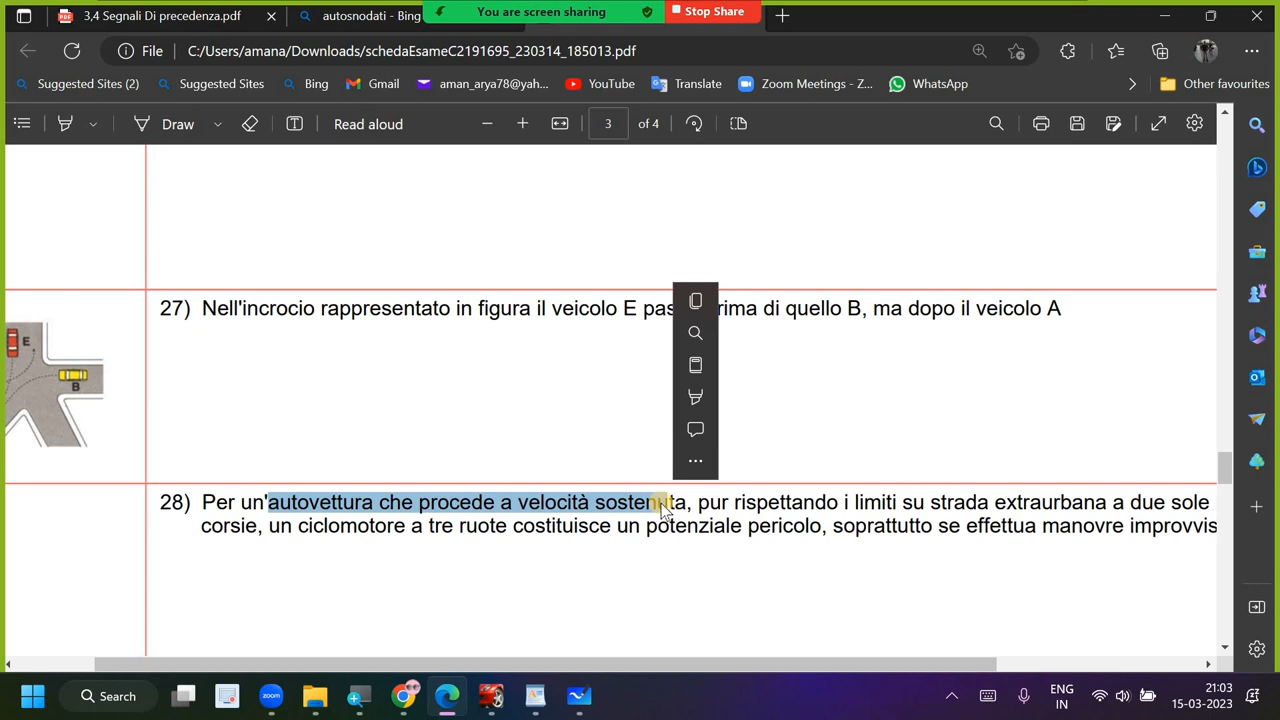 3,4 Segnali Di precedenza.pdf
autosnodati - Bing
You are screen sharing
Stop Share
File
C:/Users/amana/Downloads/schedaEsameC2191695_230314_185013.pdf
Suggested Sites (2)
Suggested Sites
Bing
Gmail
aman_arya78@yah...
YouTube
Translate
Zoom Meetings - Z...
WhatsApp
Other favourites
Draw
Read aloud
3
of 4
27) Nell'incrocio rappresentato in figura il veicolo E di quello B, ma dopo il veicolo A
E
B
28) Per un'autovettura che procede a velocità sostenuta, pur rispettando i limiti su strada extraurbana a due sole
corsie, un ciclomotore a tre ruote costituisce un potenziale pericolo, soprattutto se effettua manovre improvvis
Search
zoom
ENG
IN
21:03
15-03-2023